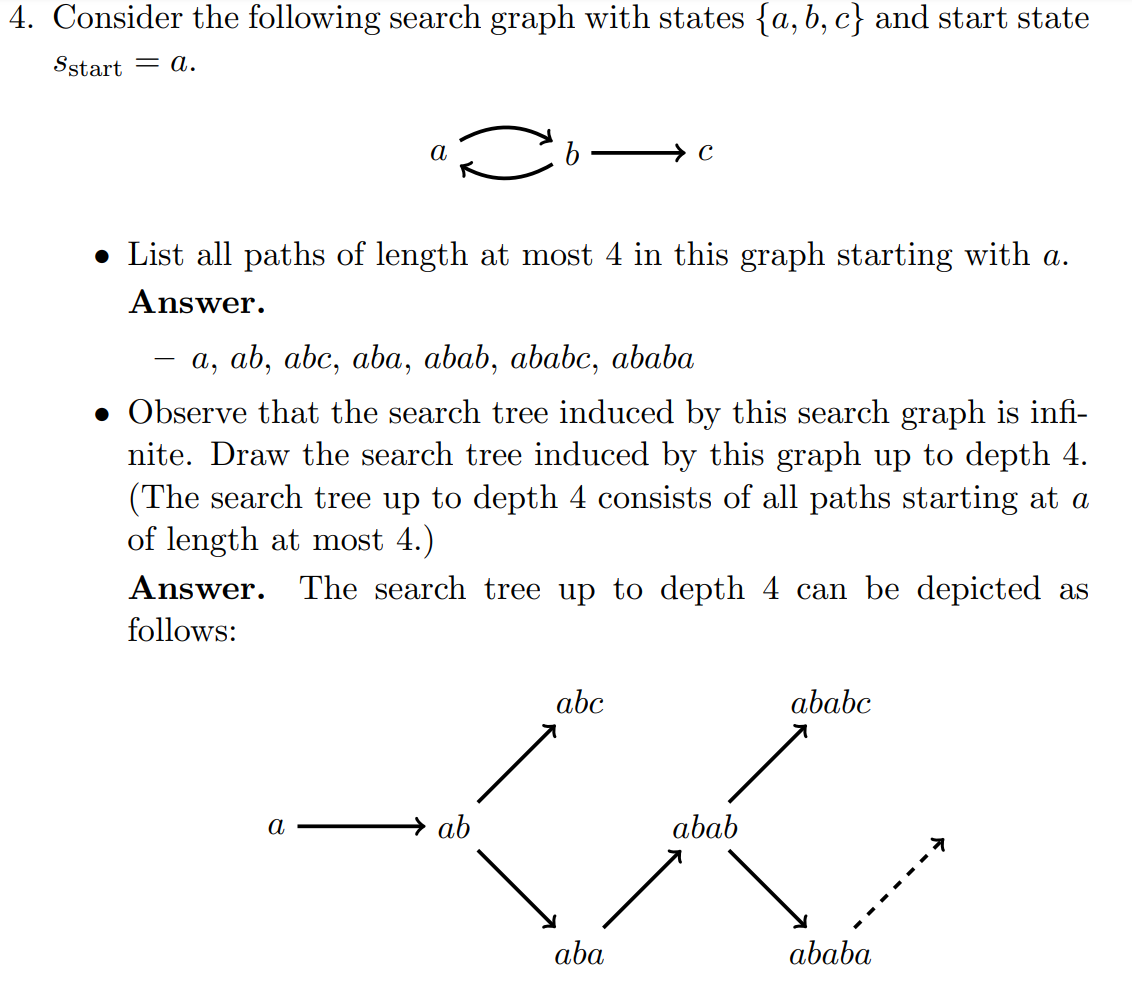 4. Consider the following search graph with states {a, b, c} and start state
s_start = a.
a b c
• List all paths of length at most 4 in this graph starting with a.
Answer.
– a, ab, abc, aba, abab, ababc, ababa
• Observe that the search tree induced by this search graph is infi-
nite. Draw the search tree induced by this graph up to depth 4.
(The search tree up to depth 4 consists of all paths starting at a
of length at most 4.)
Answer. The search tree up to depth 4 can be depicted as
follows:
abc ababc
a ab abab
aba ababa